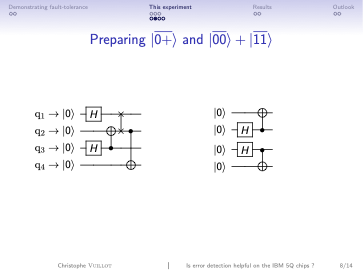 Demonstrating fault-tolerance This experiment Results Outlook
Preparing |0+⟩ and |00⟩ + |11⟩
q₁ → |0⟩ H
q₂ → |0⟩
q₃ → |0⟩ H
q₄ → |0⟩
|0⟩
|0⟩ H
|0⟩ H
|0⟩
Christophe VUILLOT | Is error detection helpful on the IBM 5Q chips ? 8/14